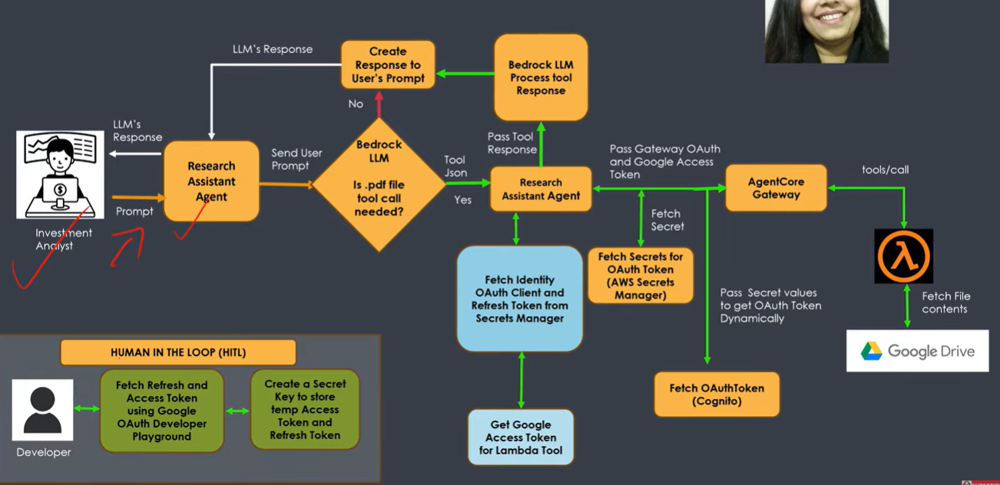 LLM's Response
Create
Response to
User's Prompt
Bedrock LLM
Process tool
Response
No
LLM's
Response
Prompt
Investment
Analyst
Research
Assistant
Agent
Send User
Prompt
Bedrock
LLM
Is .pdf file
tool call
needed?
Tool
Json
Yes
Pass Tool
Response
Research
Assistant Agent
Pass Gateway OAuth
and Google Access
Token
AgentCore
Gateway
tools/call
Fetch
Secret
Fetch Secrets for
OAuth Token
(AWS Secrets
Manager)
Fetch Identity
OAuth Client and
Refresh Token from
Secrets Manager
Pass Secret values
to get OAuth Token
Dynamically
λ
Fetch File
contents
Google Drive
Fetch OAuthToken
(Cognito)
Get Google
Access Token
for Lambda Tool
HUMAN IN THE LOOP (HITL)
Developer
Fetch Refresh and
Access Token
using Google
OAuth Developer
Playground
Create a Secret
Key to store
temp Access
Token and
Refresh Token